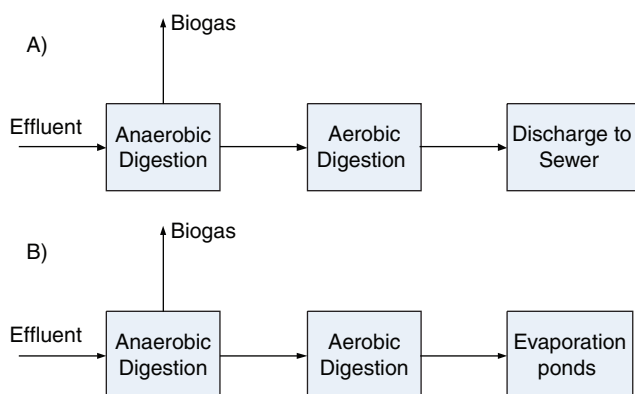 A)
Biogas
Effluent
Anaerobic
Digestion
Aerobic
Digestion
Discharge to
Sewer
B)
Biogas
Effluent
Anaerobic
Digestion
Aerobic
Digestion
Evaporation
ponds